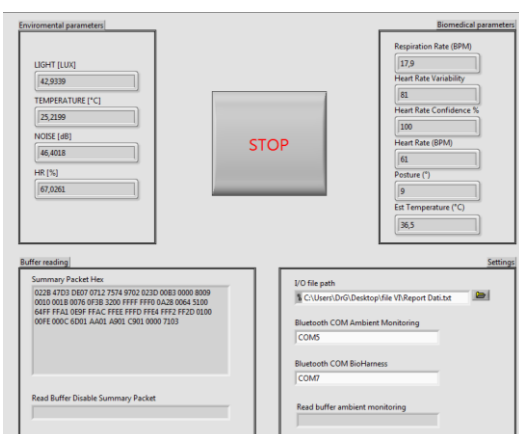 Enviromental parameters
LIGHT [LUX]
42,9339
TEMPERATURE [°C]
25,2199
NOISE [dB]
46,4018
HR [%]
67,0261
STOP
Biomedical parameters
Respiration Rate (BPM)
17,9
Heart Rate Variability
81
Heart Rate Confidence %
100
Heart Rate (BPM)
61
Posture (°)
9
Est Temperature (°C)
36,5
Buffer reading
Summary Packet Hex
022B 47D3 DE07 0712 7574 9702 023D 00B3 0000 8009
0010 001B 0076 0F3B 3200 FFFF FFF0 0A28 0064 5100
64FF FFA1 0E9F FFAC FFEE FFFD FFE4 FFF2 FF2D 0100
00FE 000C 6D01 AA01 A901 C901 0000 7103
Read Buffer Disable Summary Packet
Settings
I/O file path
C:\Users\DrG\Desktop\file VI\Report Dati.txt
Bluetooth COM Ambient Monitoring
COM5
Bluetooth COM BioHarness
COM7
Read buffer ambient monitoring